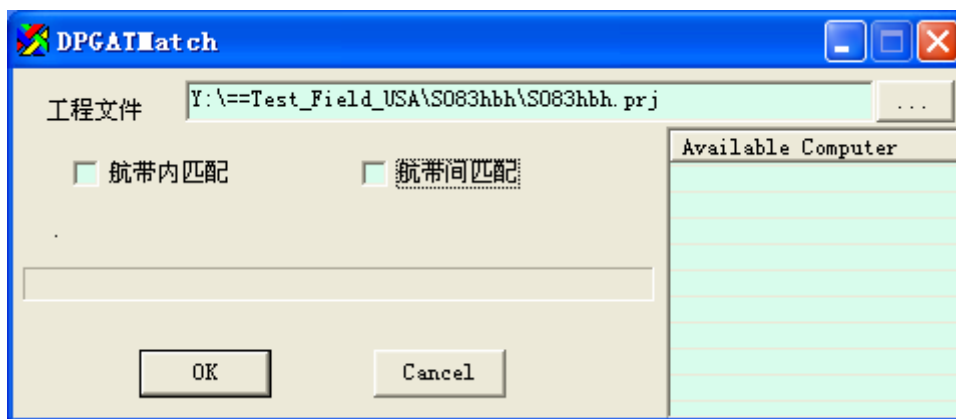 DPGATMatch
工程文件 Y:\==Test_Field_USA\S083hbh\S083hbh.prj ...
航带内匹配 航带间匹配
Available Computer
.
OK Cancel